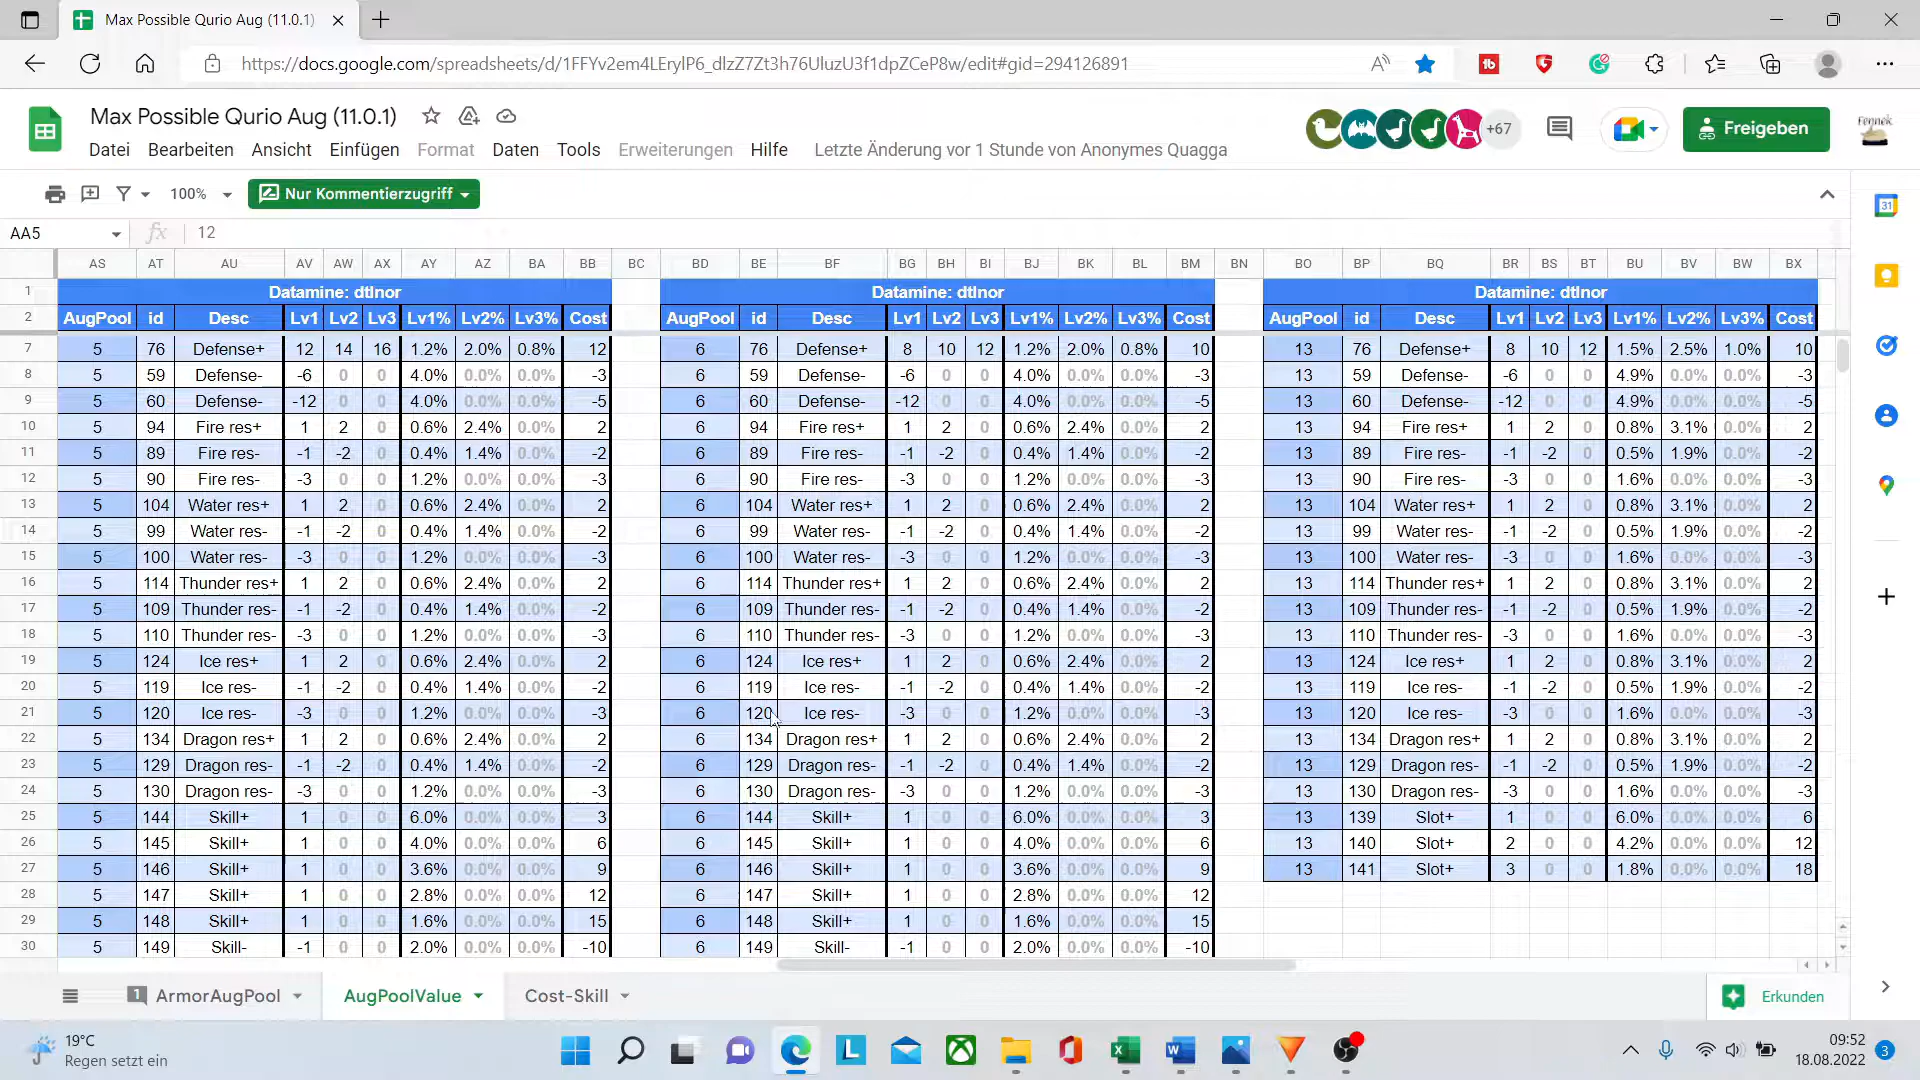 Max Possible Qurio Aug (11.0.1)
https://docs.google.com/spreadsheets/d/1FFYv2em4LErylP6_dlzZ7Zt3h76UluzU3f1dpZCeP8w/edit#gid=294126891
Max Possible Qurio Aug (11.0.1)
+67
Freigeben
Fennek
Datei Bearbeiten Ansicht Einfügen Format Daten Tools Erweiterungen Hilfe Letzte Änderung vor 1 Stunde von Anonymes Quagga
100% Nur Kommentierzugriff
31
AA5 fx 12
AS AT AU AV AW AX AY AZ BA BB BC BD BE BF BG BH BI BJ BK BL BM BN BO BP BQ BR BS BT BU BV BW BX
1 Datamine: dtlnor Datamine: dtlnor Datamine: dtlnor
2 AugPool id Desc Lv1 Lv2 Lv3 Lv1% Lv2% Lv3% Cost AugPool id Desc Lv1 Lv2 Lv3 Lv1% Lv2% Lv3% Cost AugPool id Desc Lv1 Lv2 Lv3 Lv1% Lv2% Lv3% Cost
7 5 76 Defense+ 12 14 16 1.2% 2.0% 0.8% 12 6 76 Defense+ 8 10 12 1.2% 2.0% 0.8% 10 13 76 Defense+ 8 10 12 1.5% 2.5% 1.0% 10
8 5 59 Defense- -6 0 0 4.0% 0.0% 0.0% -3 6 59 Defense- -6 0 0 4.0% 0.0% 0.0% -3 13 59 Defense- -6 0 0 4.9% 0.0% 0.0% -3
9 5 60 Defense- -12 0 0 4.0% 0.0% 0.0% -5 6 60 Defense- -12 0 0 4.0% 0.0% 0.0% -5 13 60 Defense- -12 0 0 4.9% 0.0% 0.0% -5
10 5 94 Fire res+ 1 2 0 0.6% 2.4% 0.0% 2 6 94 Fire res+ 1 2 0 0.6% 2.4% 0.0% 2 13 94 Fire res+ 1 2 0 0.8% 3.1% 0.0% 2
11 5 89 Fire res- -1 -2 0 0.4% 1.4% 0.0% -2 6 89 Fire res- -1 -2 0 0.4% 1.4% 0.0% -2 13 89 Fire res- -1 -2 0 0.5% 1.9% 0.0% -2
12 5 90 Fire res- -3 0 0 1.2% 0.0% 0.0% -3 6 90 Fire res- -3 0 0 1.2% 0.0% 0.0% -3 13 90 Fire res- -3 0 0 1.6% 0.0% 0.0% -3
13 5 104 Water res+ 1 2 0 0.6% 2.4% 0.0% 2 6 104 Water res+ 1 2 0 0.6% 2.4% 0.0% 2 13 104 Water res+ 1 2 0 0.8% 3.1% 0.0% 2
14 5 99 Water res- -1 -2 0 0.4% 1.4% 0.0% -2 6 99 Water res- -1 -2 0 0.4% 1.4% 0.0% -2 13 99 Water res- -1 -2 0 0.5% 1.9% 0.0% -2
15 5 100 Water res- -3 0 0 1.2% 0.0% 0.0% -3 6 100 Water res- -3 0 0 1.2% 0.0% 0.0% -3 13 100 Water res- -3 0 0 1.6% 0.0% 0.0% -3
16 5 114 Thunder res+ 1 2 0 0.6% 2.4% 0.0% 2 6 114 Thunder res+ 1 2 0 0.6% 2.4% 0.0% 2 13 114 Thunder res+ 1 2 0 0.8% 3.1% 0.0% 2
17 5 109 Thunder res- -1 -2 0 0.4% 1.4% 0.0% -2 6 109 Thunder res- -1 -2 0 0.4% 1.4% 0.0% -2 13 109 Thunder res- -1 -2 0 0.5% 1.9% 0.0% -2
18 5 110 Thunder res- -3 0 0 1.2% 0.0% 0.0% -3 6 110 Thunder res- -3 0 0 1.2% 0.0% 0.0% -3 13 110 Thunder res- -3 0 0 1.6% 0.0% 0.0% -3
19 5 124 Ice res+ 1 2 0 0.6% 2.4% 0.0% 2 6 124 Ice res+ 1 2 0 0.6% 2.4% 0.0% 2 13 124 Ice res+ 1 2 0 0.8% 3.1% 0.0% 2
20 5 119 Ice res- -1 -2 0 0.4% 1.4% 0.0% -2 6 119 Ice res- -1 -2 0 0.4% 1.4% 0.0% -2 13 119 Ice res- -1 -2 0 0.5% 1.9% 0.0% -2
21 5 120 Ice res- -3 0 0 1.2% 0.0% 0.0% -3 6 120 Ice res- -3 0 0 1.2% 0.0% 0.0% -3 13 120 Ice res- -3 0 0 1.6% 0.0% 0.0% -3
22 5 134 Dragon res+ 1 2 0 0.6% 2.4% 0.0% 2 6 134 Dragon res+ 1 2 0 0.6% 2.4% 0.0% 2 13 134 Dragon res+ 1 2 0 0.8% 3.1% 0.0% 2
23 5 129 Dragon res- -1 -2 0 0.4% 1.4% 0.0% -2 6 129 Dragon res- -1 -2 0 0.4% 1.4% 0.0% -2 13 129 Dragon res- -1 -2 0 0.5% 1.9% 0.0% -2
24 5 130 Dragon res- -3 0 0 1.2% 0.0% 0.0% -3 6 130 Dragon res- -3 0 0 1.2% 0.0% 0.0% -3 13 130 Dragon res- -3 0 0 1.6% 0.0% 0.0% -3
25 5 144 Skill+ 1 0 0 6.0% 0.0% 0.0% 3 6 144 Skill+ 1 0 0 6.0% 0.0% 0.0% 3 13 139 Slot+ 1 0 0 6.0% 0.0% 0.0% 6
26 5 145 Skill+ 1 0 0 4.0% 0.0% 0.0% 6 6 145 Skill+ 1 0 0 4.0% 0.0% 0.0% 6 13 140 Slot+ 2 0 0 4.2% 0.0% 0.0% 12
27 5 146 Skill+ 1 0 0 3.6% 0.0% 0.0% 9 6 146 Skill+ 1 0 0 3.6% 0.0% 0.0% 9 13 141 Slot+ 3 0 0 1.8% 0.0% 0.0% 18
28 5 147 Skill+ 1 0 0 2.8% 0.0% 0.0% 12 6 147 Skill+ 1 0 0 2.8% 0.0% 0.0% 12
29 5 148 Skill+ 1 0 0 1.6% 0.0% 0.0% 15 6 148 Skill+ 1 0 0 1.6% 0.0% 0.0% 15
30 5 149 Skill- -1 0 0 2.0% 0.0% 0.0% -10 6 149 Skill- -1 0 0 2.0% 0.0% 0.0% -10
1 ArmorAugPool AugPoolValue Cost-Skill Erkunden
19°C
Regen setzt ein
09:52
18.08.2022
3